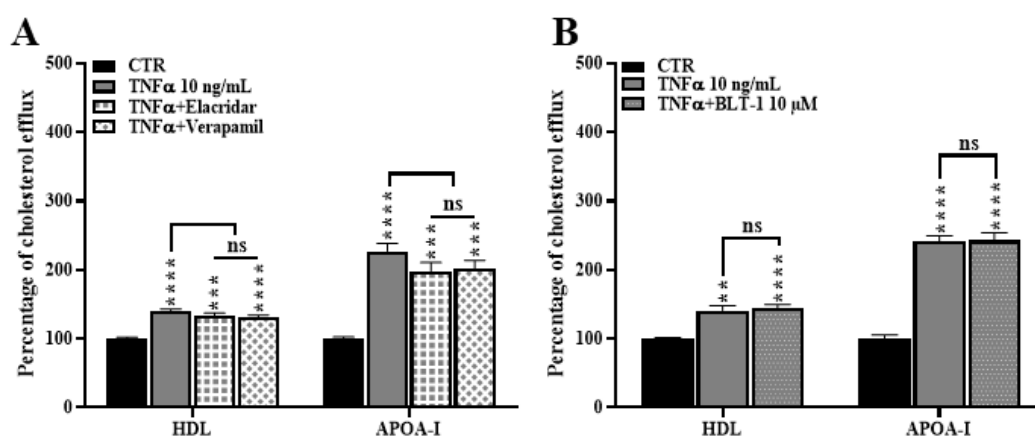 A
Percentage of cholesterol efflux
500
400
300
200
100
0
CTR
TNFα 10 ng/mL
TNFα+Elacridar
TNFα+Verapamil
****
***
****
ns
****
***
***
ns
HDL
APOA-I
B
Percentage of cholesterol efflux
500
400
300
200
100
0
CTR
TNFα 10 ng/mL
TNFα+BLT-1 10 µM
**
****
ns
****
****
ns
HDL
APOA-I